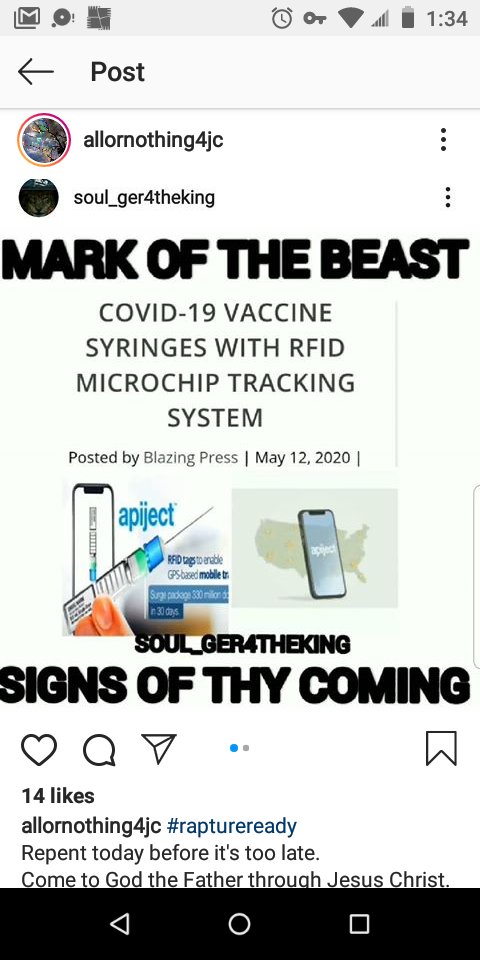 1:34
Post
allornothing4jc
soul_ger4theking
MARK OF THE BEAST
COVID-19 VACCINE
SYRINGES WITH RFID
MICROCHIP TRACKING
SYSTEM
Posted by Blazing Press | May 12, 2020 |
apiject
RFID tags to enable
GPS-based mobile
Surge package 330 million
in 30 days.
apiject
SOUL_GER4THEKING
SIGNS OF THY COMING
14 likes
allornothing4jc #raptureready
Repent today before it's too late.
Come to God the Father through Jesus Christ.